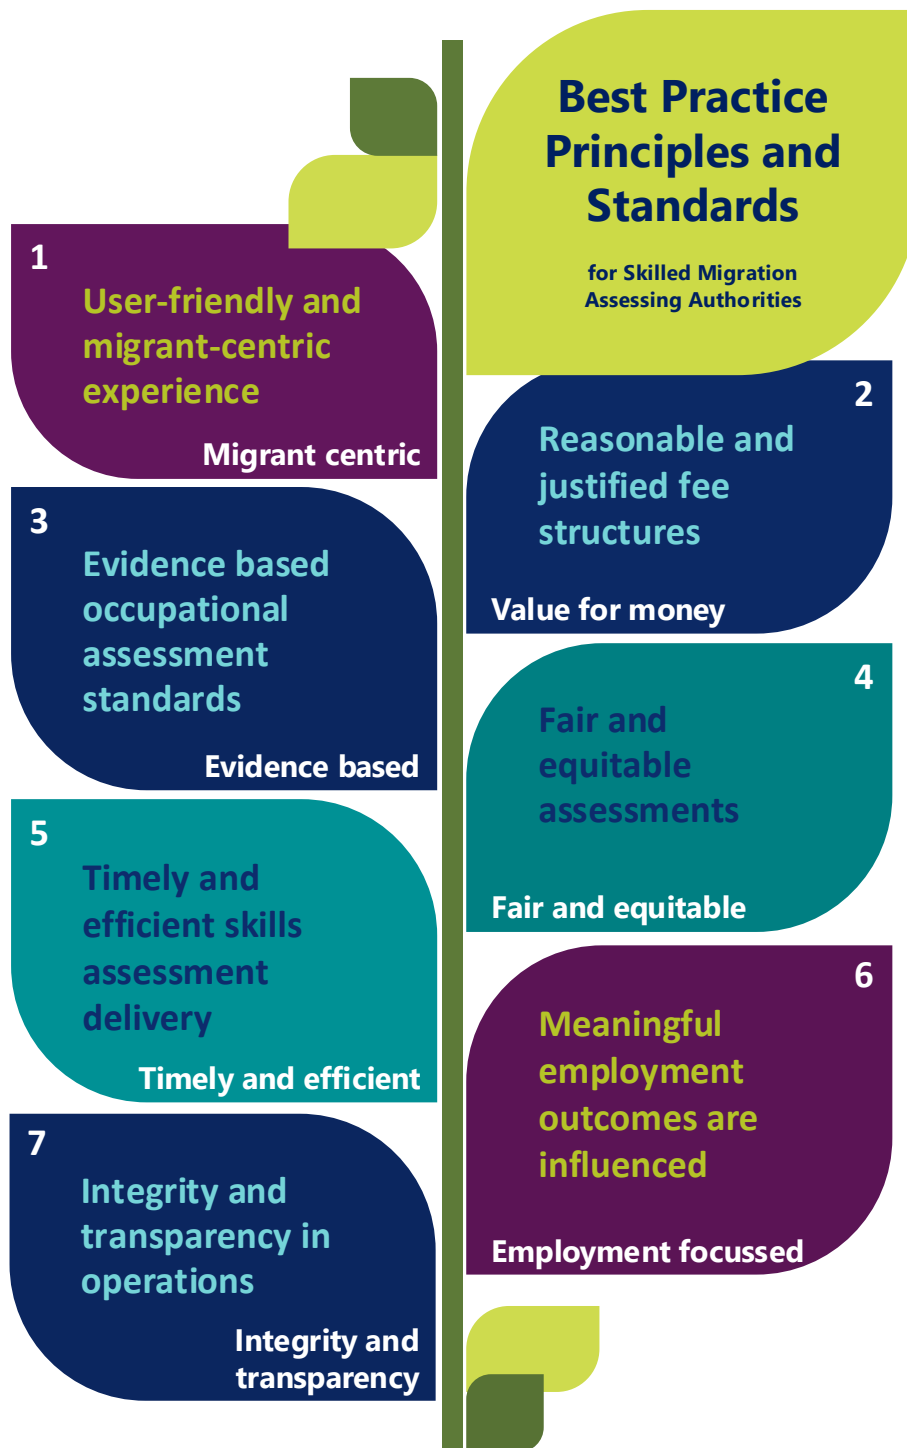 Best Practice
Principles and
Standards
for Skilled Migration
Assessing Authorities
1
User-friendly and
migrant-centric
experience
Migrant centric
2
Reasonable and
justified fee
structures
Value for money
3
Evidence based
occupational
assessment
standards
Evidence based
4
Fair and
equitable
assessments
Fair and equitable
5
Timely and
efficient skills
assessment
delivery
Timely and efficient
6
Meaningful
employment
outcomes are
influenced
Employment focussed
7
Integrity and
transparency in
operations
Integrity and
transparency